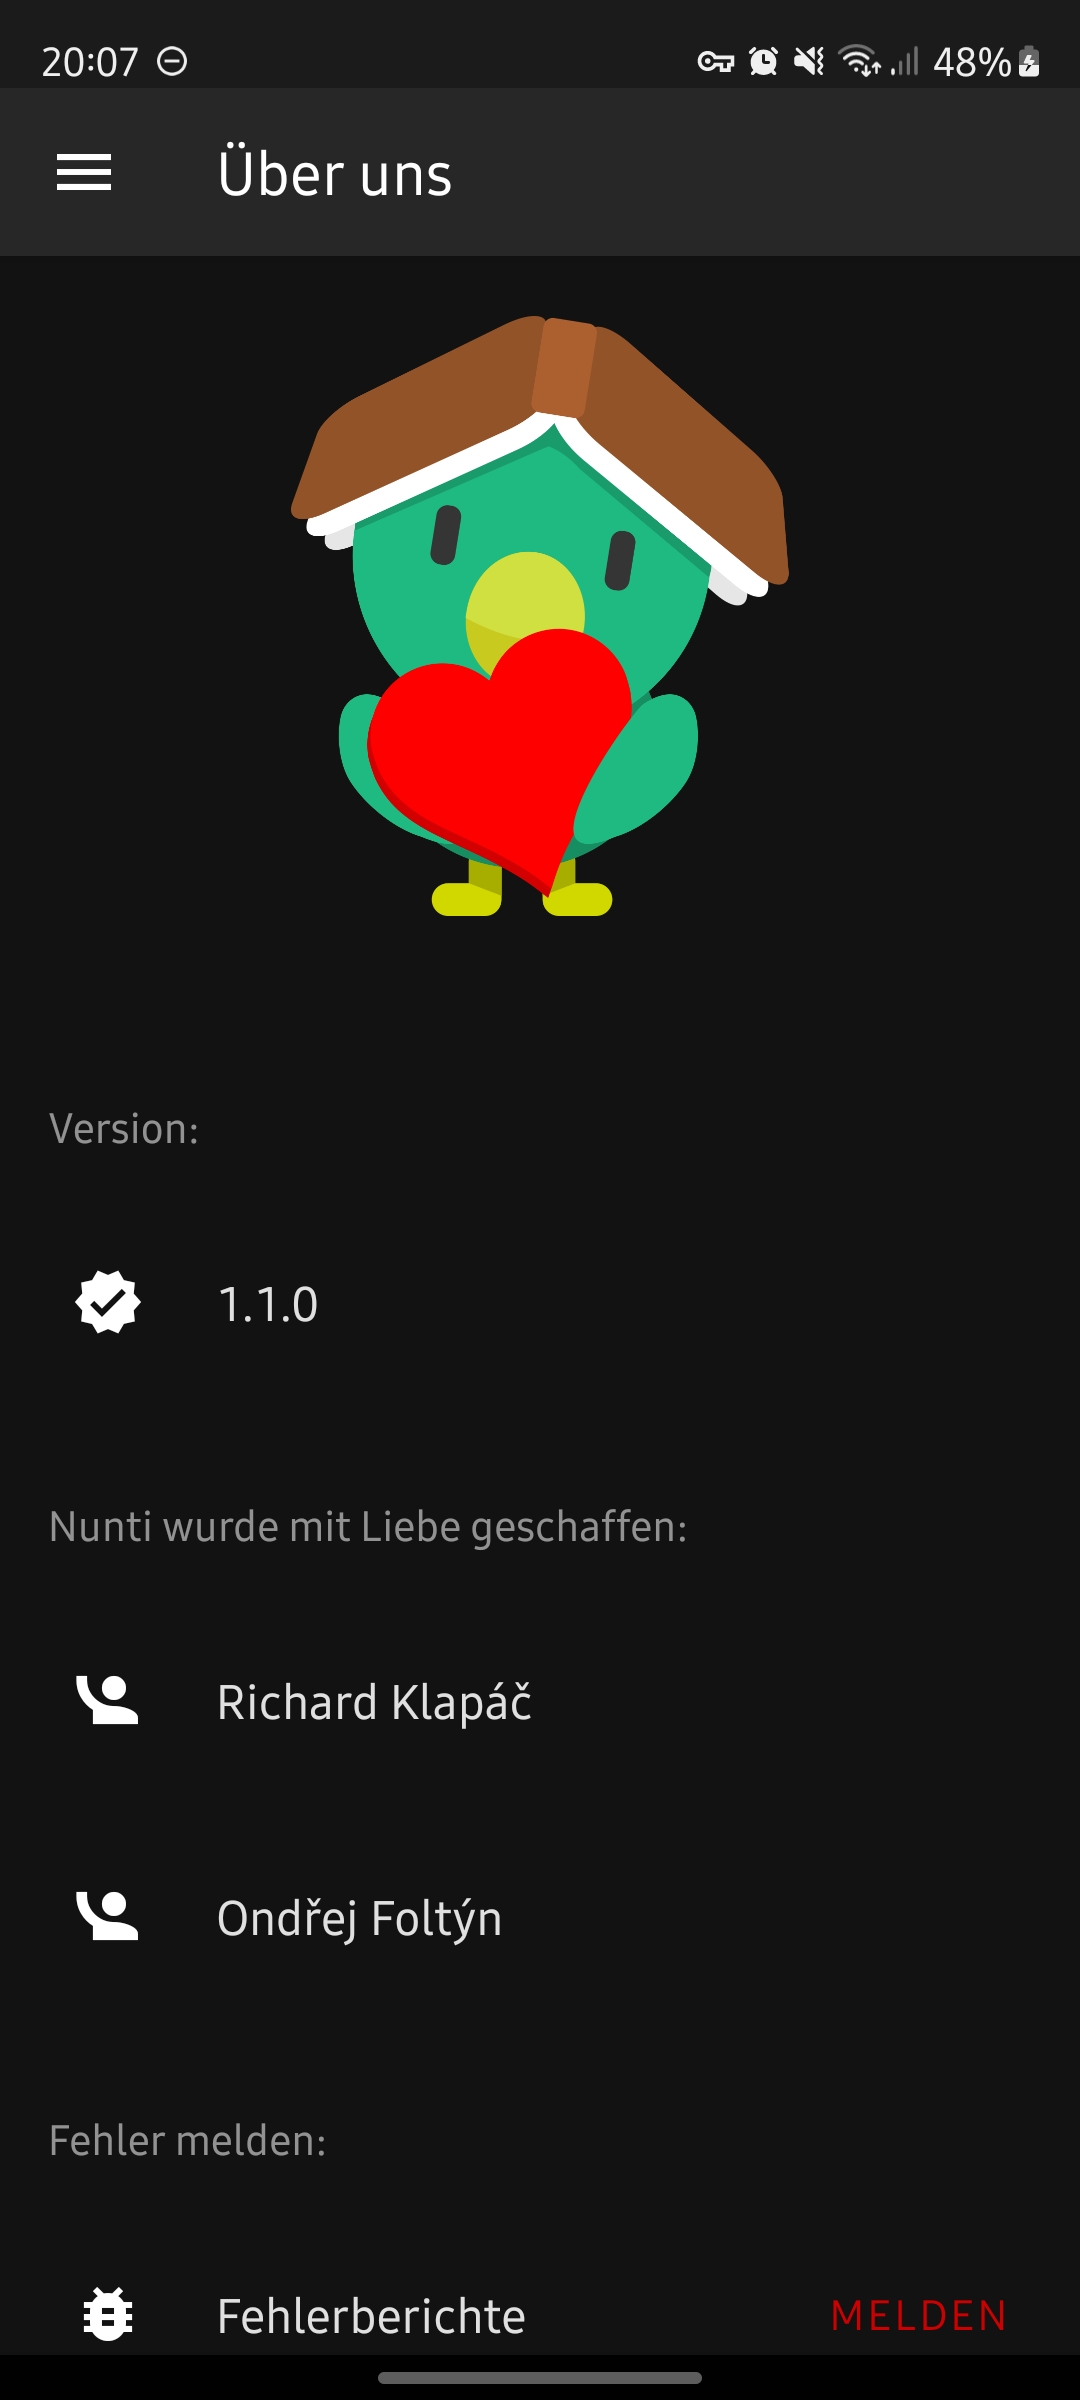 20:07
48%
Über uns
Version:
1.1.0
Nunti wurde mit Liebe geschaffen:
Richard Klapáč
Ondřej Foltýn
Fehler melden:
Fehlerberichte MELDEN